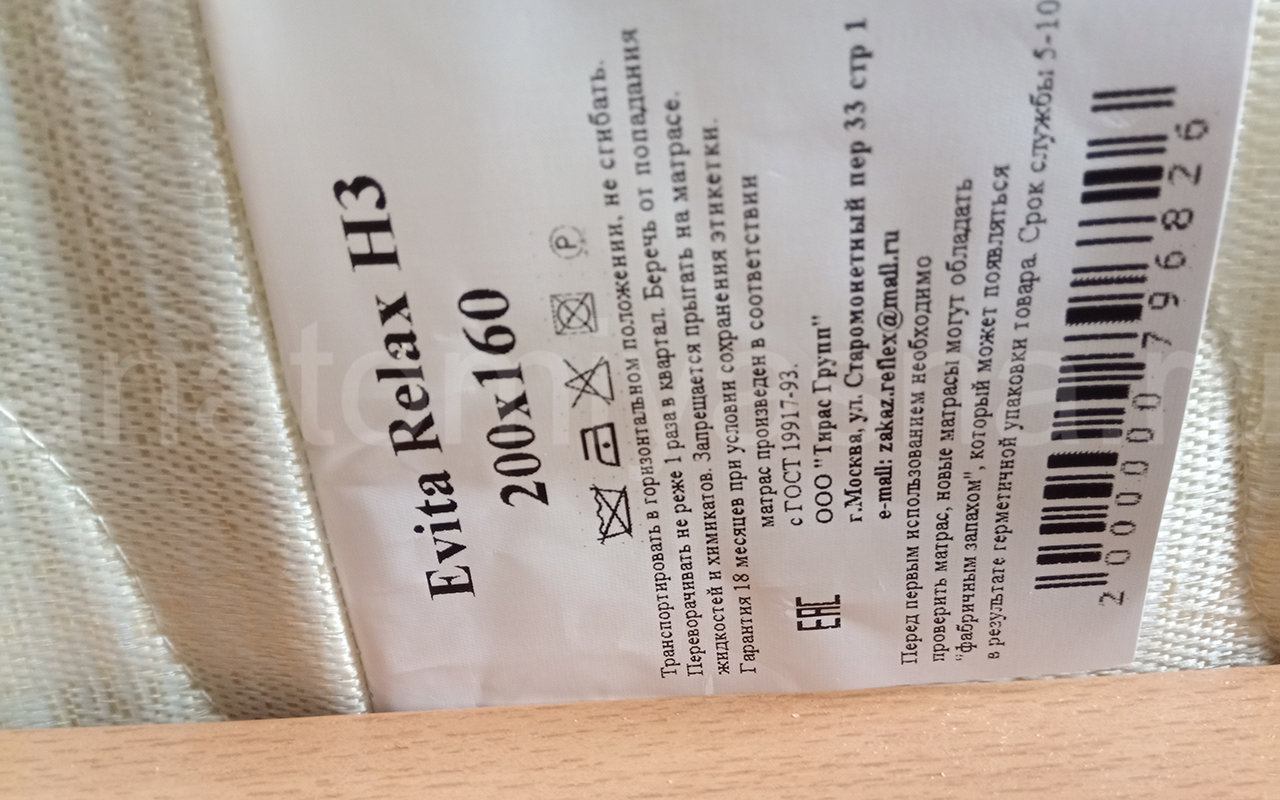 Evita Relax H3
200x160
P
Транспортировать в горизонтальном положении, не сгибать.
Переворачивать не реже 1 раза в квартал. Беречь от попадания
жидкостей и химикатов. Запрещается прыгать на матрасе.
Гарантия 18 месяцев при условии сохранения этикетки.
матрас произведен в соответствии
с ГОСТ 19917-93.
EAC
ООО "Тирас Групп"
г.Москва, ул. Старомонетный пер 33 стр 1
e-mail: zakaz.reflex@mail.ru
Перед первым использованием необходимо
проверить матрас, новые матрасы могут обладать
"фабричным запахом", который может появляться
в результате герметичной упаковки товара Срок службы 5-10
2000000796826